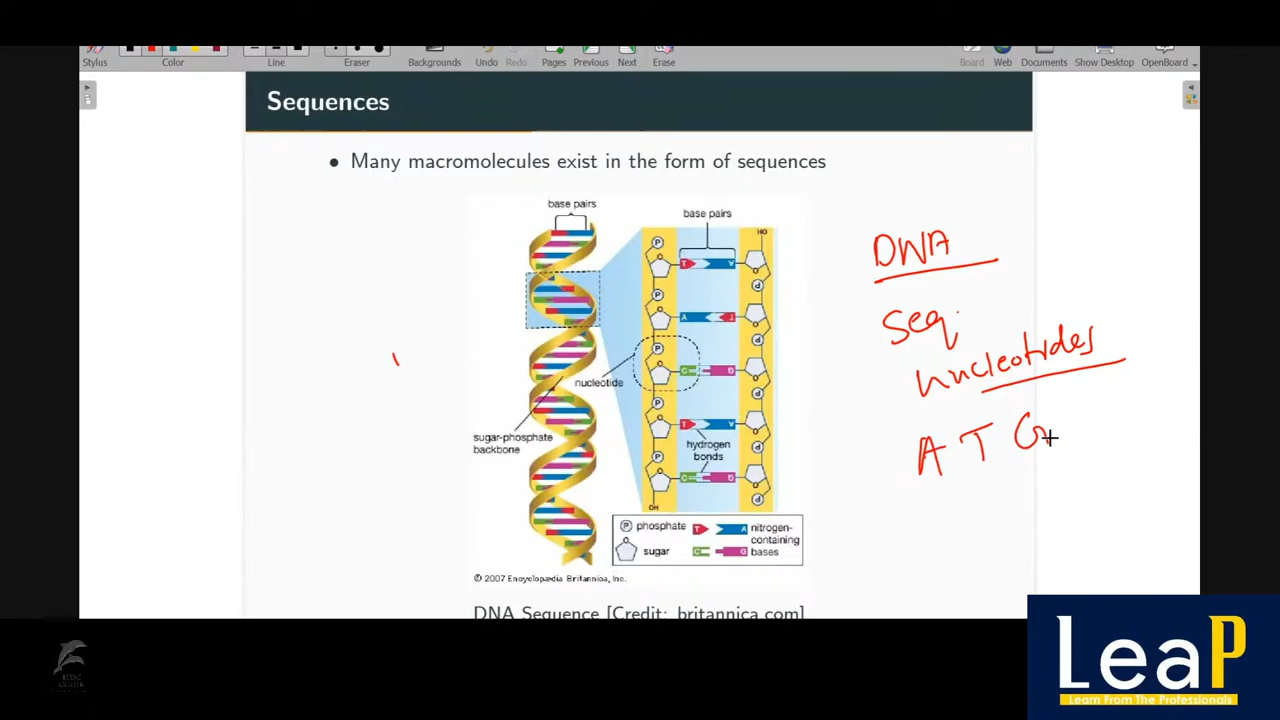 Stylus Color Line Eraser Backgrounds Undo Redo Pages Previous Next Erase Board Web Documents Show Desktop OpenBoard
Sequences
• Many macromolecules exist in the form of sequences
base pairs
base pairs
HO
P
T A
P
P
A T
P
P
nucleotide
C G
P
P
sugar-phosphate
backbone
T A
hydrogen
bonds
P
P
C G
OH
P
P phosphate
T A nitrogen-
containing
bases
sugar
C G
© 2007 Encyclopædia Britannica, Inc.
DNA Sequence [Credit: britannica.com]
DNA
Seq.
nucleotides
A T G
LeaP
Learn From The Professionals